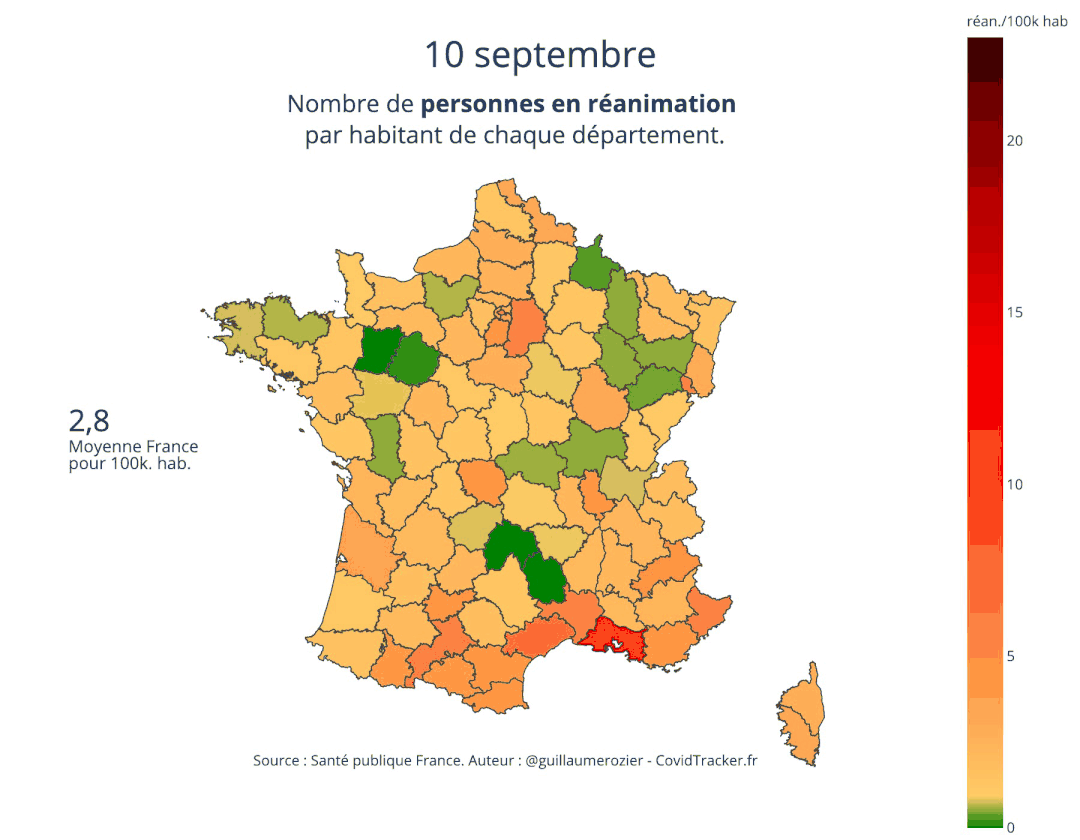 réan./100k hab
10 septembre
Nombre de personnes en réanimation
par habitant de chaque département.
20
15
2,8
Moyenne France
pour 100k. hab.
10
5
Source : Santé publique France. Auteur : @guillaumerozier - CovidTracker.fr
0